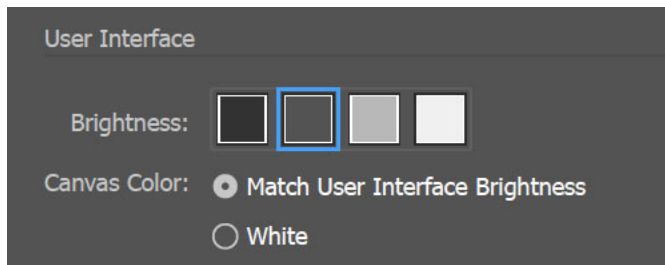 User Interface
Brightness:
Canvas Color:
Match User Interface Brightness
White